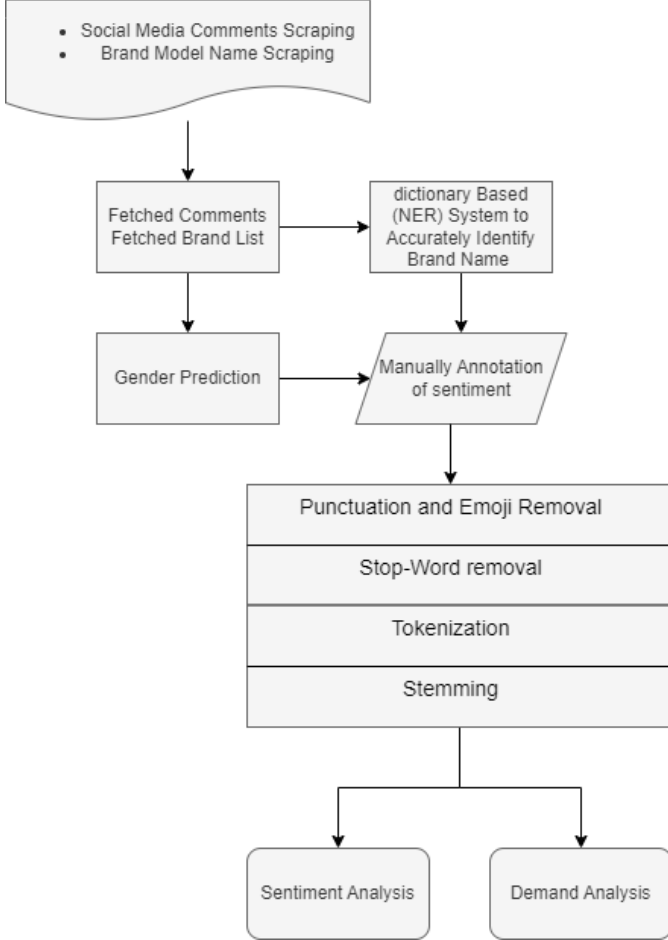 • Social Media Comments Scraping
• Brand Model Name Scraping
Fetched Comments
Fetched Brand List
dictionary Based
(NER) System to
Accurately Identify
Brand Name
Gender Prediction
Manually Annotation
of sentiment
Punctuation and Emoji Removal
Stop-Word removal
Tokenization
Stemming
Sentiment Analysis
Demand Analysis